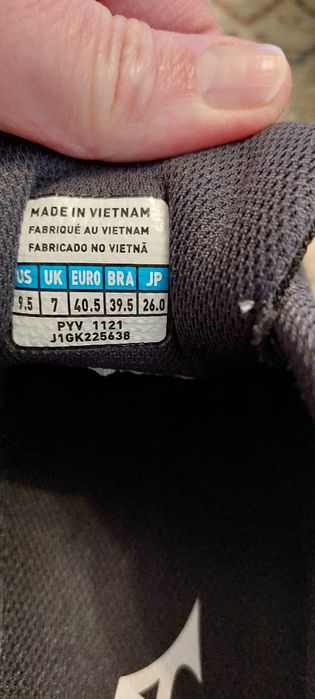 MADE IN VIETNAM
FABRIQUÉ AU VIETNAM
FABRICADO NO VIETNÃ
US UK EURO BRA JP
9.5 7 40.5 39.5 26.0
PYV 1121
J1GK225638